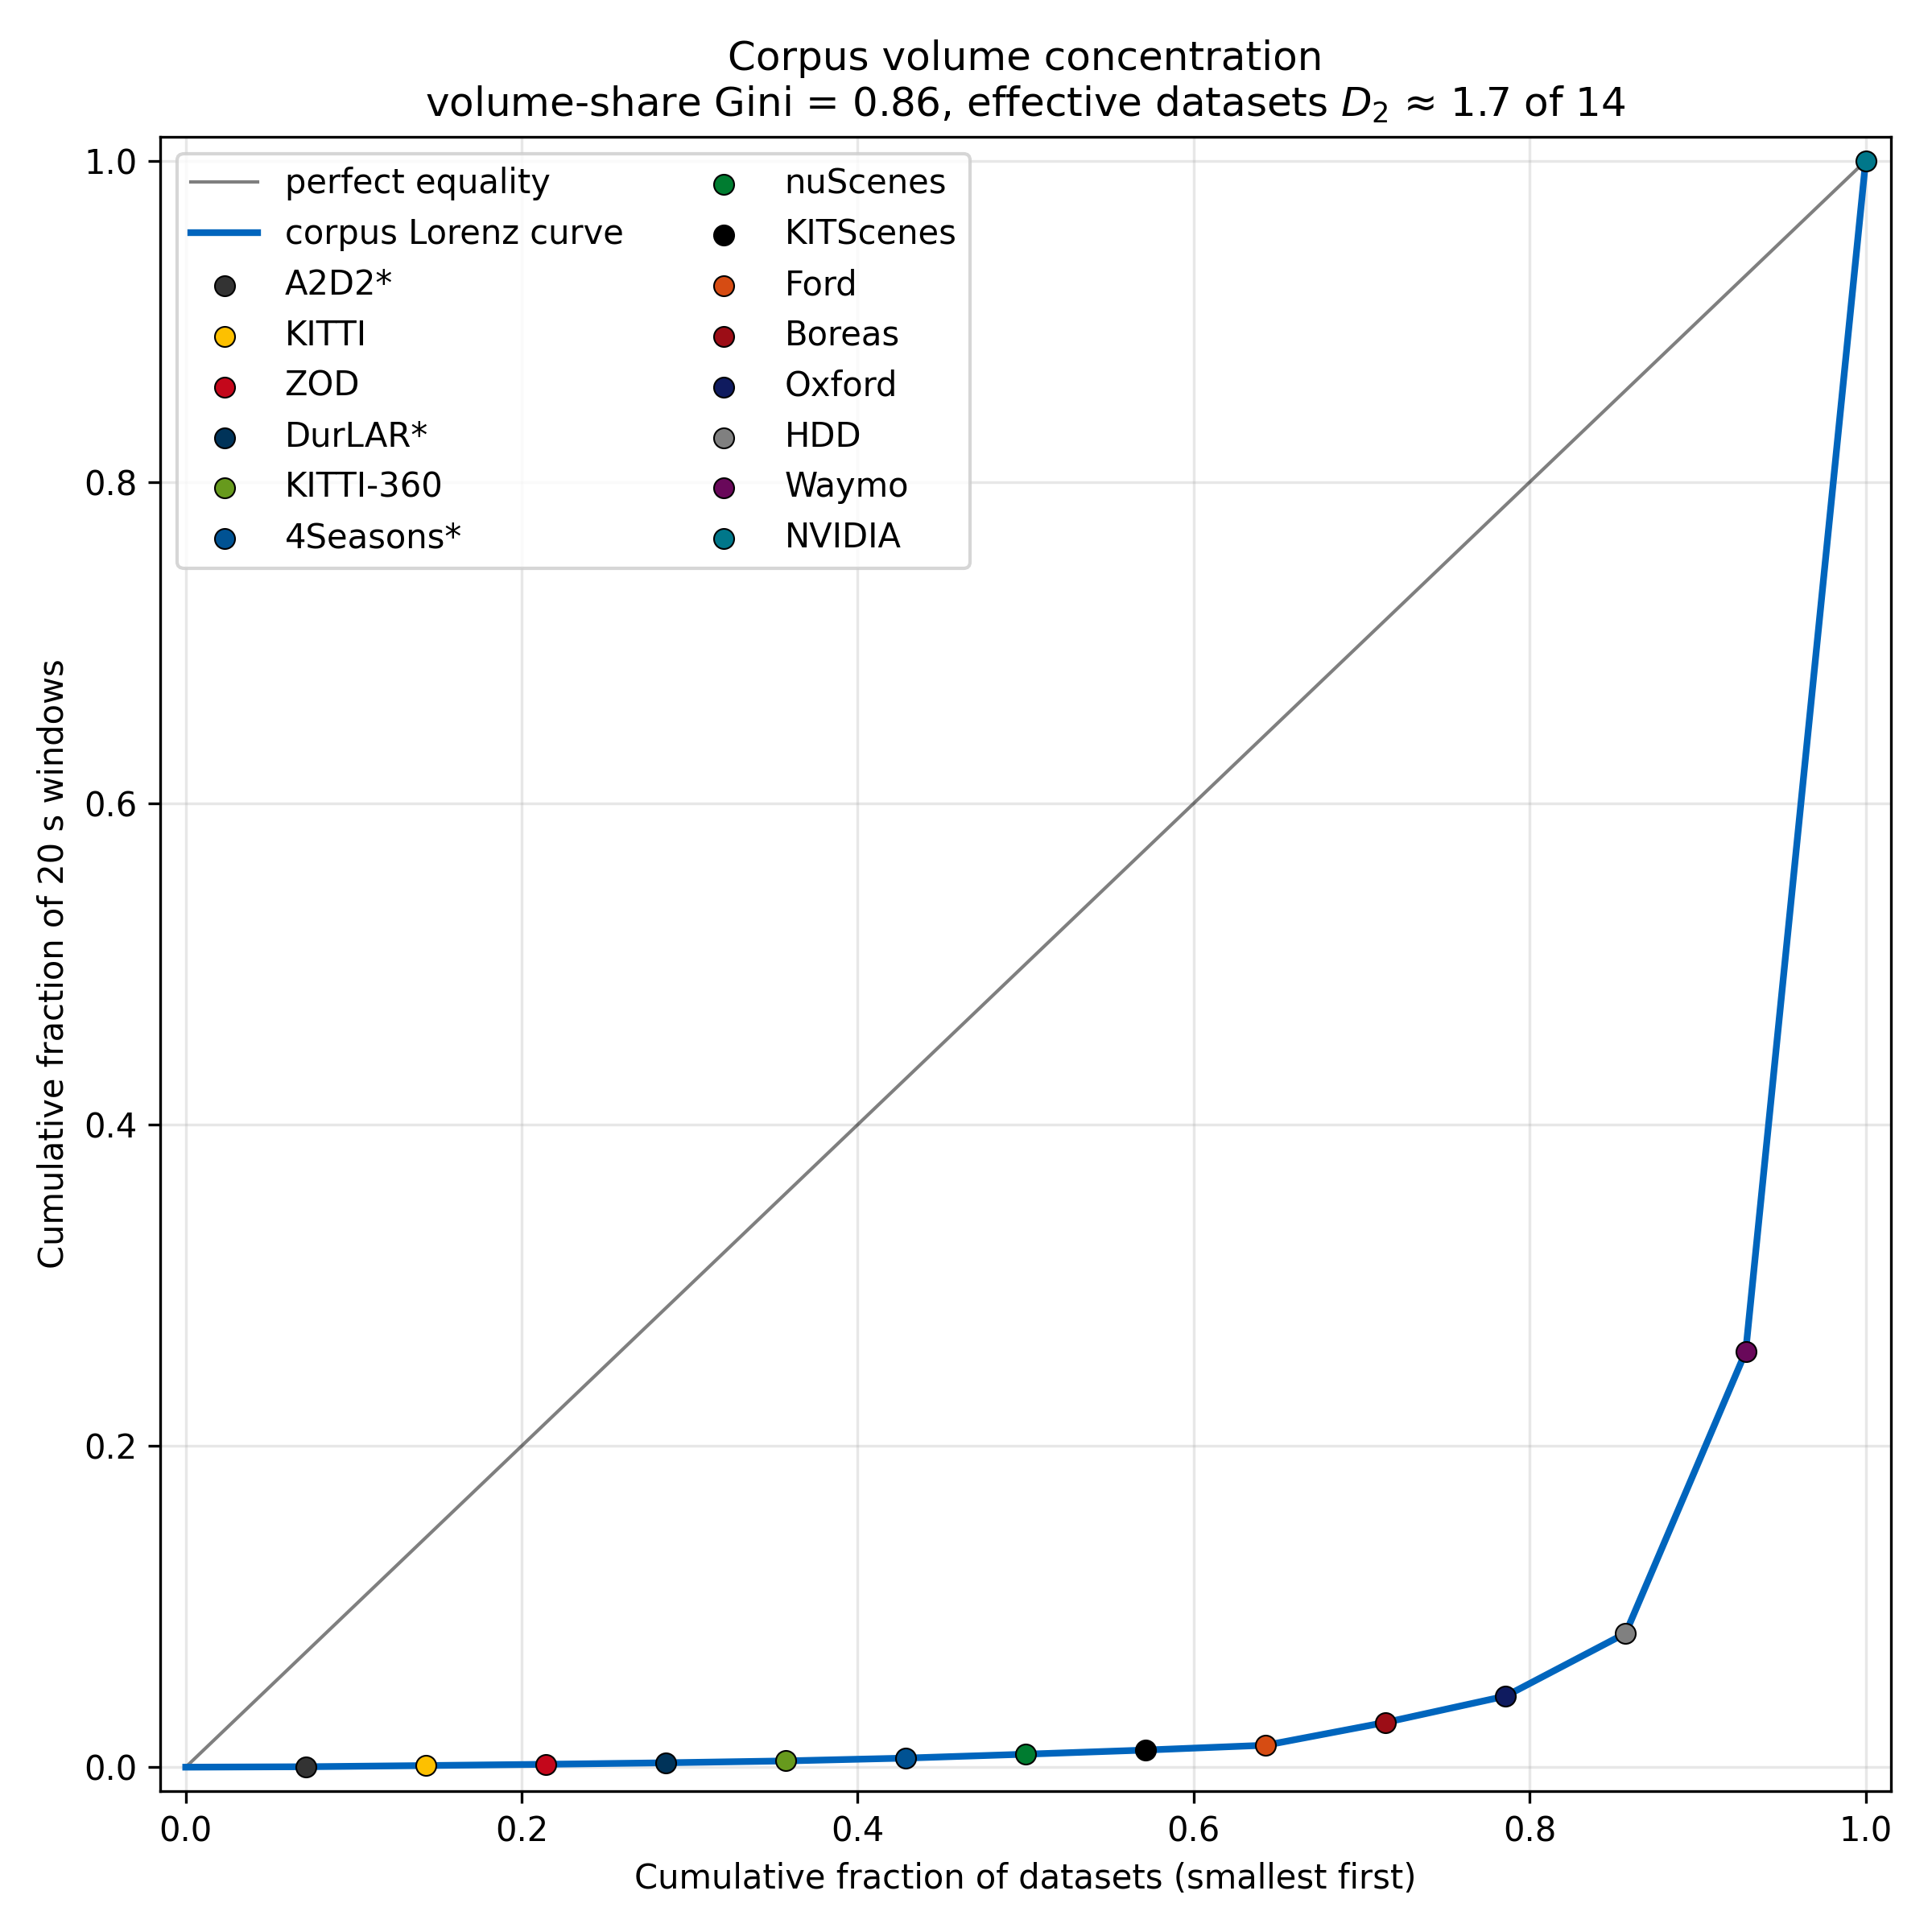 Corpus volume concentration
volume-share Gini = 0.86, effective datasets D₂ ≈ 1.7 of 14
perfect equality
corpus Lorenz curve
A2D2*
KITTI
ZOD
DurLAR*
KITTI-360
4Seasons*
nuScenes
KITScenes
Ford
Boreas
Oxford
HDD
Waymo
NVIDIA
Cumulative fraction of 20 s windows
1.0
0.8
0.6
0.4
0.2
0.0
0.0 0.2 0.4 0.6 0.8 1.0
Cumulative fraction of datasets (smallest first)